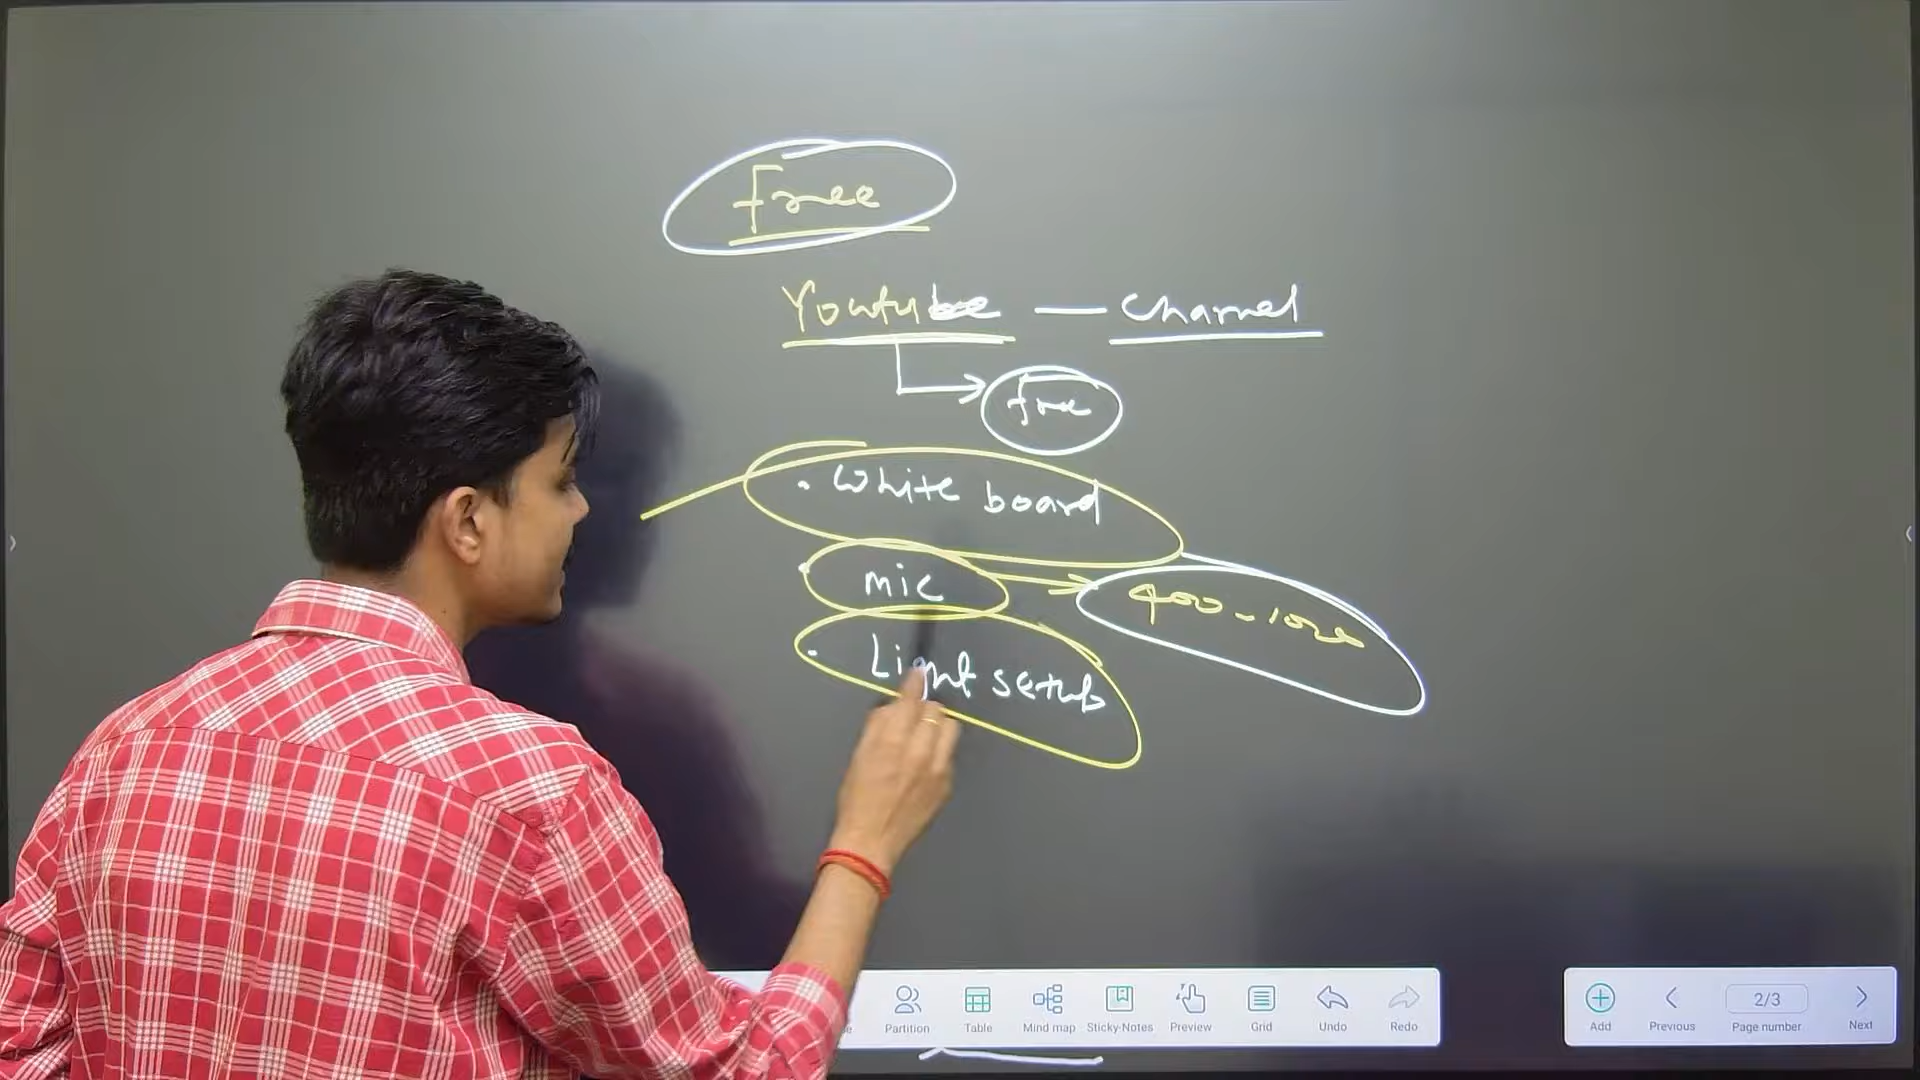 Free
Youtube — Channel
free
. White board
. mic → 400-1000
. Light setub
Partition Table Mind map Sticky-Notes Preview Grid Undo Redo
Add Previous 2/3 Page number Next